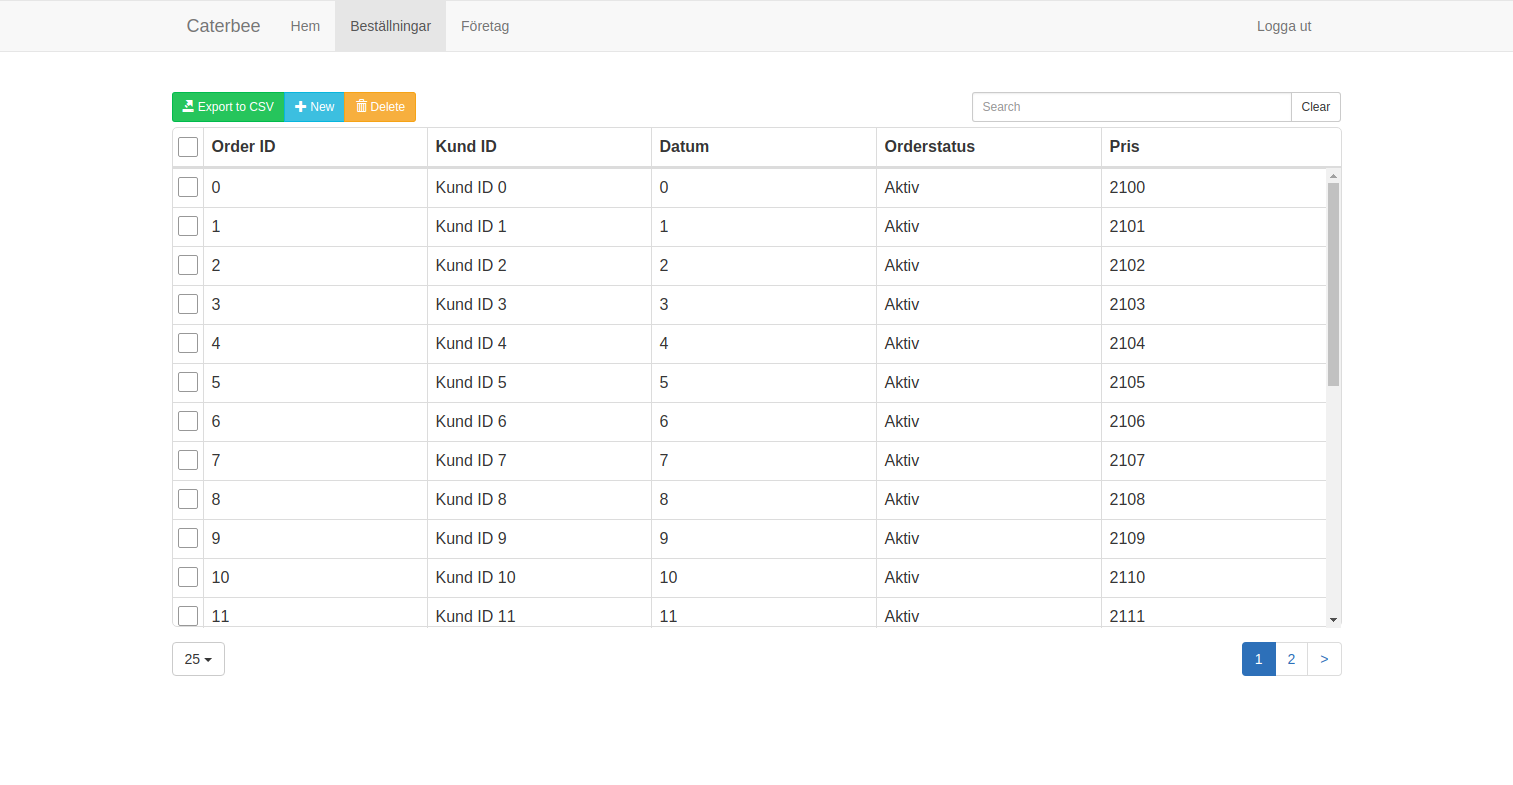 Caterbee Hem Beställningar Företag Logga ut
Export to CSV New Delete Search Clear
Order ID Kund ID Datum Orderstatus Pris
0 Kund ID 0 0 Aktiv 2100
1 Kund ID 1 1 Aktiv 2101
2 Kund ID 2 2 Aktiv 2102
3 Kund ID 3 3 Aktiv 2103
4 Kund ID 4 4 Aktiv 2104
5 Kund ID 5 5 Aktiv 2105
6 Kund ID 6 6 Aktiv 2106
7 Kund ID 7 7 Aktiv 2107
8 Kund ID 8 8 Aktiv 2108
9 Kund ID 9 9 Aktiv 2109
10 Kund ID 10 10 Aktiv 2110
11 Kund ID 11 11 Aktiv 2111
25 1 2 >